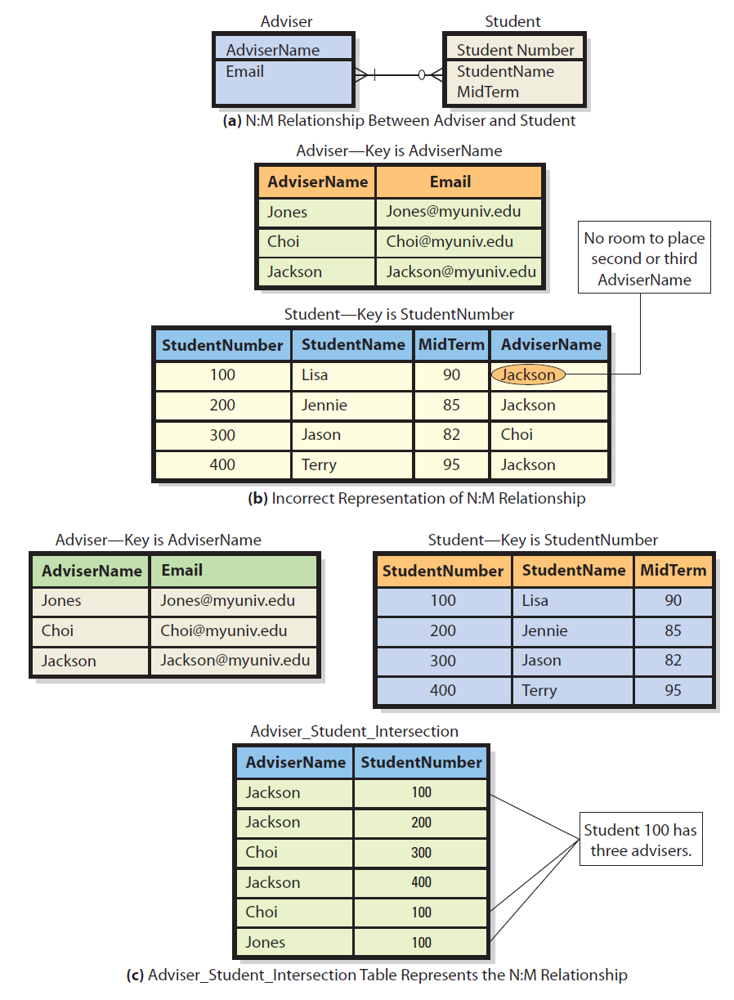 Adviser
Student
AdviserName
Email
Student Number
StudentName
MidTerm
(a) N:M Relationship Between Adviser and Student
Adviser—Key is AdviserName
AdviserName Email
Jones Jones@myuniv.edu
Choi Choi@myuniv.edu
Jackson Jackson@myuniv.edu
No room to place
second or third
AdviserName
Student—Key is StudentNumber
StudentNumber StudentName MidTerm AdviserName
100 Lisa 90 Jackson
200 Jennie 85 Jackson
300 Jason 82 Choi
400 Terry 95 Jackson
(b) Incorrect Representation of N:M Relationship
Adviser—Key is AdviserName
AdviserName Email
Jones Jones@myuniv.edu
Choi Choi@myuniv.edu
Jackson Jackson@myuniv.edu
Student—Key is StudentNumber
StudentNumber StudentName MidTerm
100 Lisa 90
200 Jennie 85
300 Jason 82
400 Terry 95
Adviser_Student_Intersection
AdviserName StudentNumber
Jackson 100
Jackson 200
Choi 300
Jackson 400
Choi 100
Jones 100
Student 100 has
three advisers.
(c) Adviser_Student_Intersection Table Represents the N:M Relationship